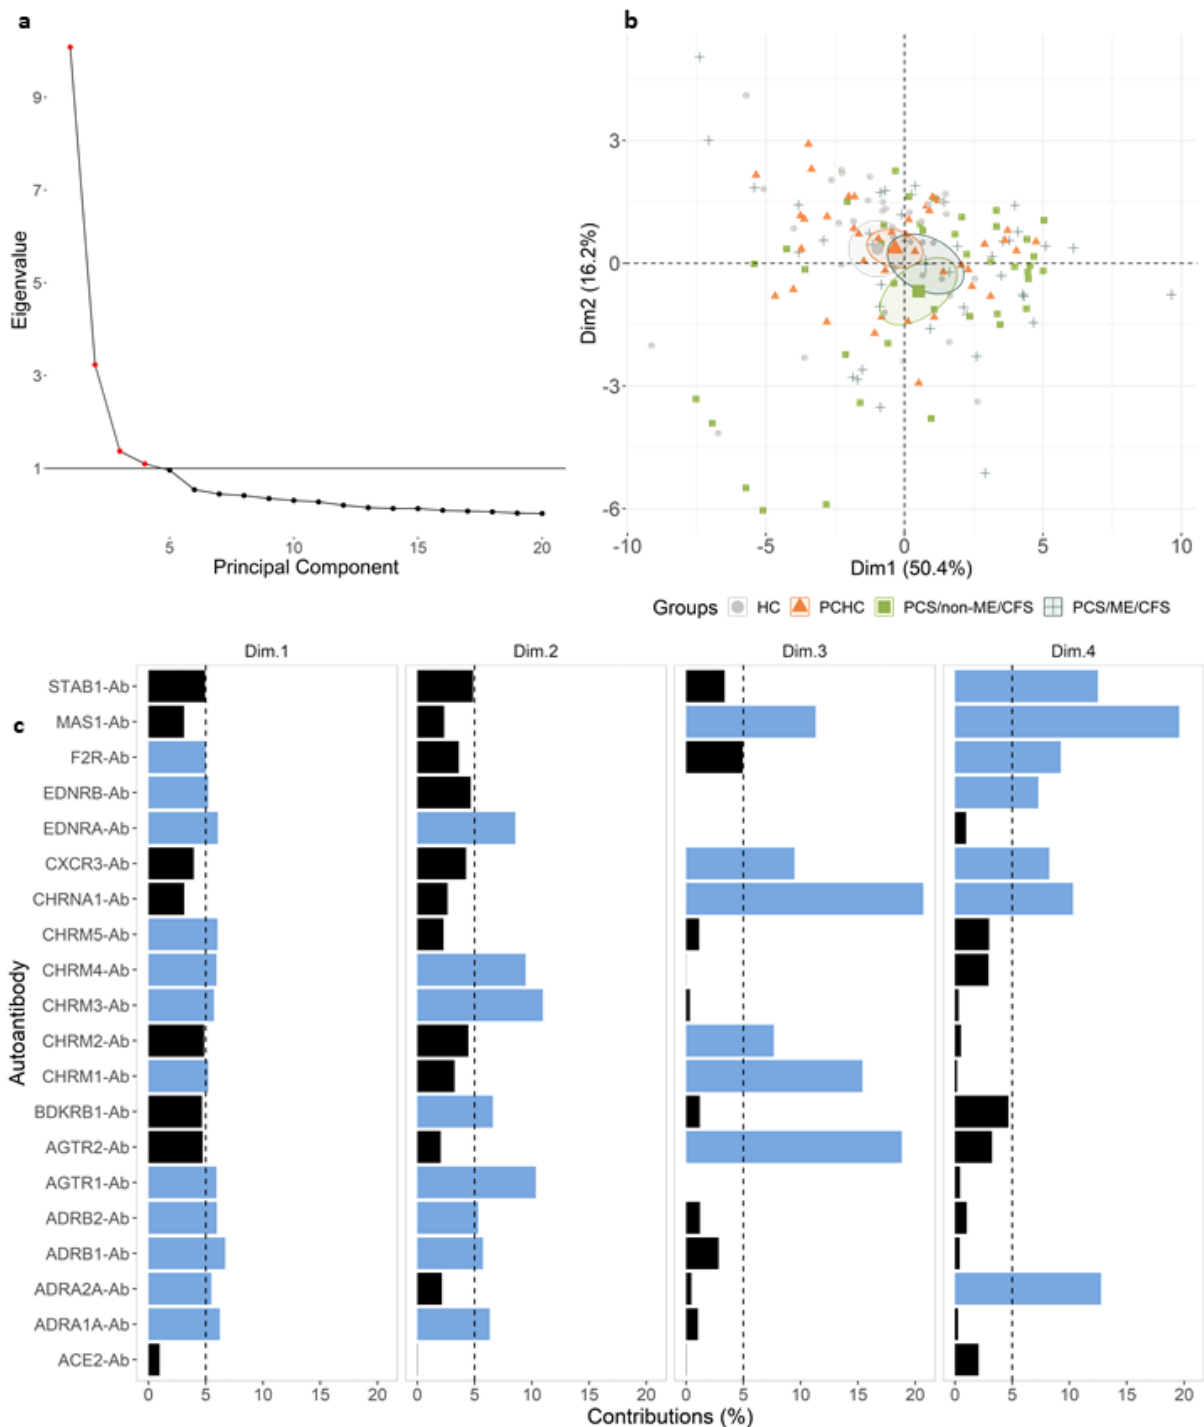 a
b
9
7
5
3
1
Eigenvalue
5
10
15
20
Principal Component
3
0
-3
-6
Dim2 (16.2%)
-10
-5
0
5
10
Dim1 (50.4%)
Groups HC PCHC PCS/non-ME/CFS PCS/ME/CFS
c
Dim.1 Dim.2 Dim.3 Dim.4
STAB1-Ab
MAS1-Ab
F2R-Ab
EDNRB-Ab
EDNRA-Ab
CXCR3-Ab
CHRNA1-Ab
CHRM5-Ab
CHRM4-Ab
CHRM3-Ab
CHRM2-Ab
CHRM1-Ab
BDKRB1-Ab
AGTR2-Ab
AGTR1-Ab
ADRB2-Ab
ADRB1-Ab
ADRA2A-Ab
ADRA1A-Ab
ACE2-Ab
Autoantibody
0 5 10 15 20 0 5 10 15 20 0 5 10 15 20 0 5 10 15 20
Contributions (%)